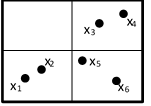 x₃ x₄
x₁ x₂ x₅
x₆